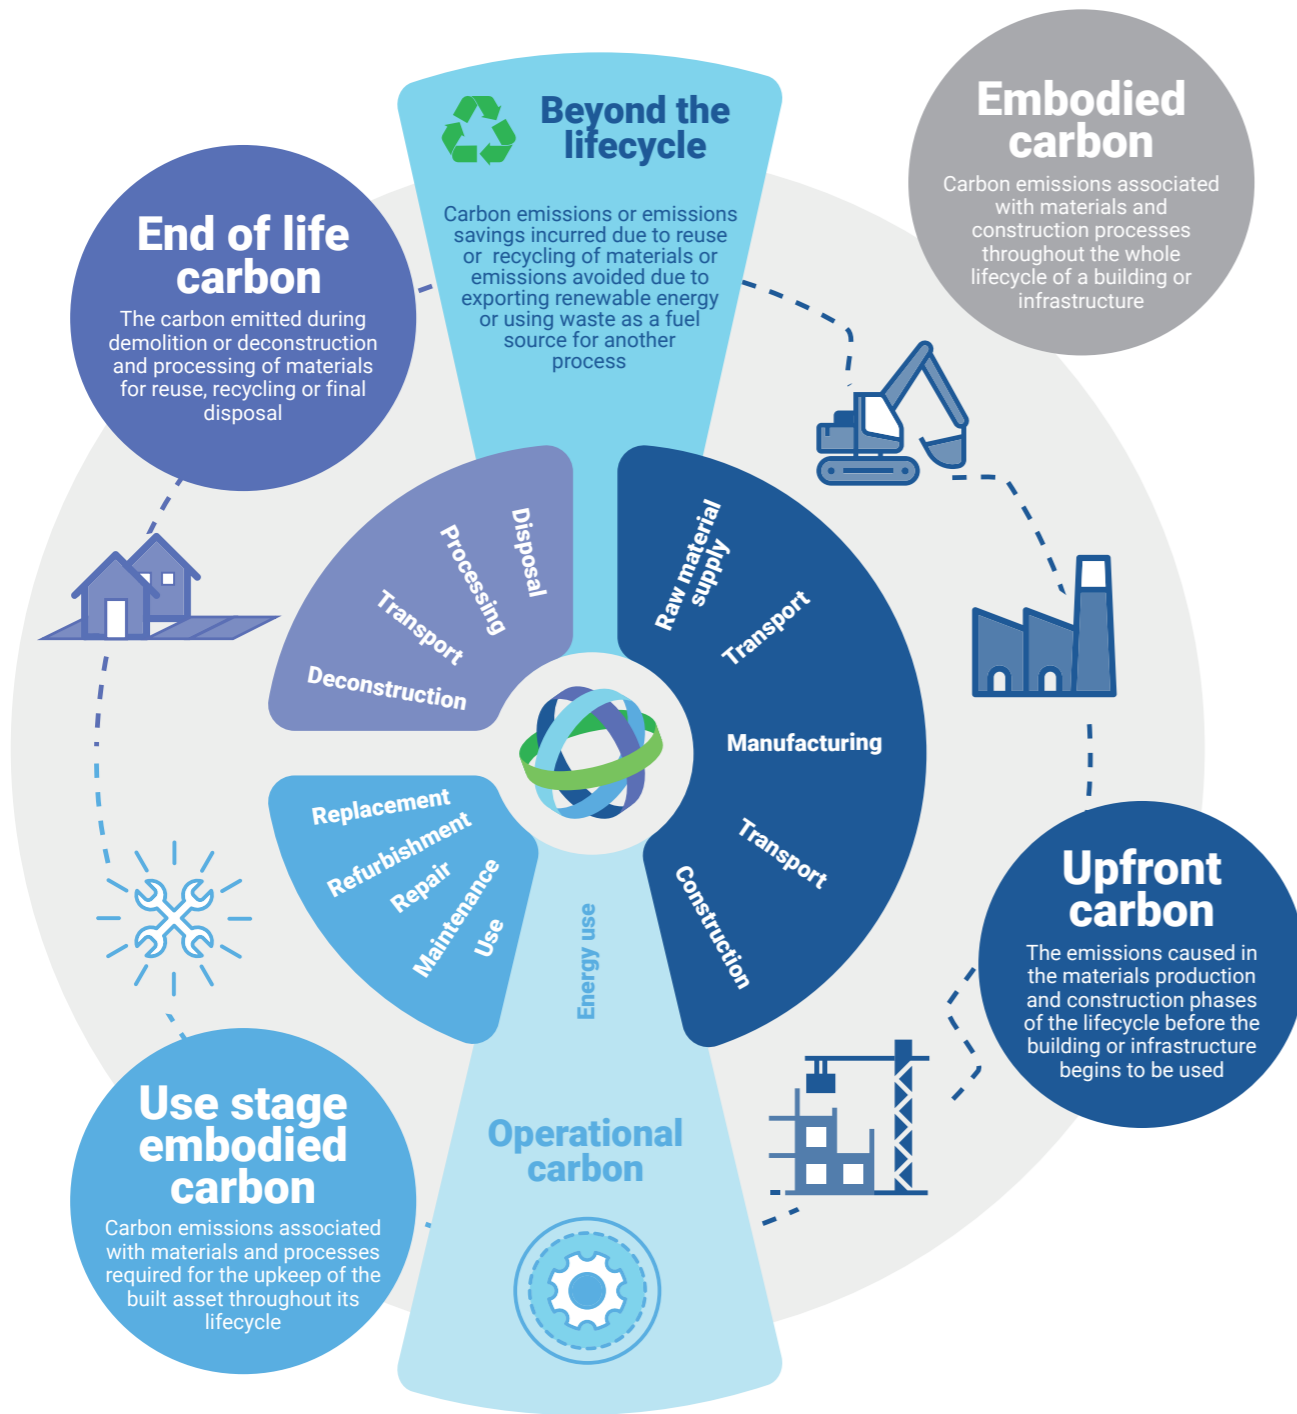 Beyond the
lifecycle
Carbon emissions or emissions
savings incurred due to reuse
or recycling of materials or
emissions avoided due to
exporting renewable energy
or using waste as a fuel
source for another
process
Embodied
carbon
Carbon emissions associated
with materials and
construction processes
throughout the whole
lifecycle of a building or
infrastructure
End of life
carbon
The carbon emitted during
demolition or deconstruction
and processing of materials
for reuse, recycling or final
disposal
Disposal
Processing
Transport
Deconstruction
Raw material
supply
Transport
Manufacturing
Transport
Construction
Replacement
Refurbishment
Repair
Maintenance
Use
Energy use
Upfront
carbon
The emissions caused in
the materials production
and construction phases
of the lifecycle before the
building or infrastructure
begins to be used
Use stage
embodied
carbon
Carbon emissions associated
with materials and processes
required for the upkeep of the
built asset throughout its
lifecycle
Operational
carbon